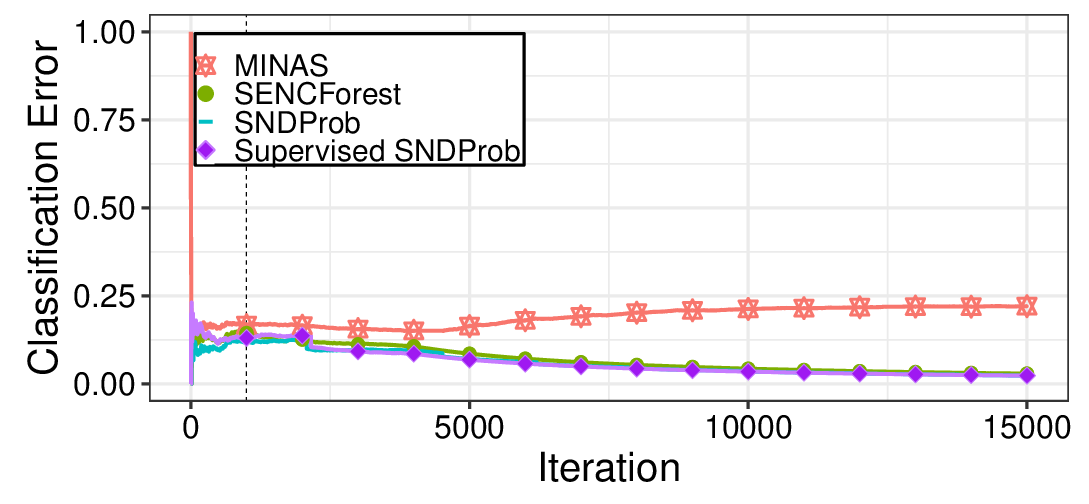 Classification Error
1.00
0.75
0.50
0.25
0.00
MINAS
SENCForest
SNDProb
Supervised SNDProb
0
5000
10000
15000
Iteration